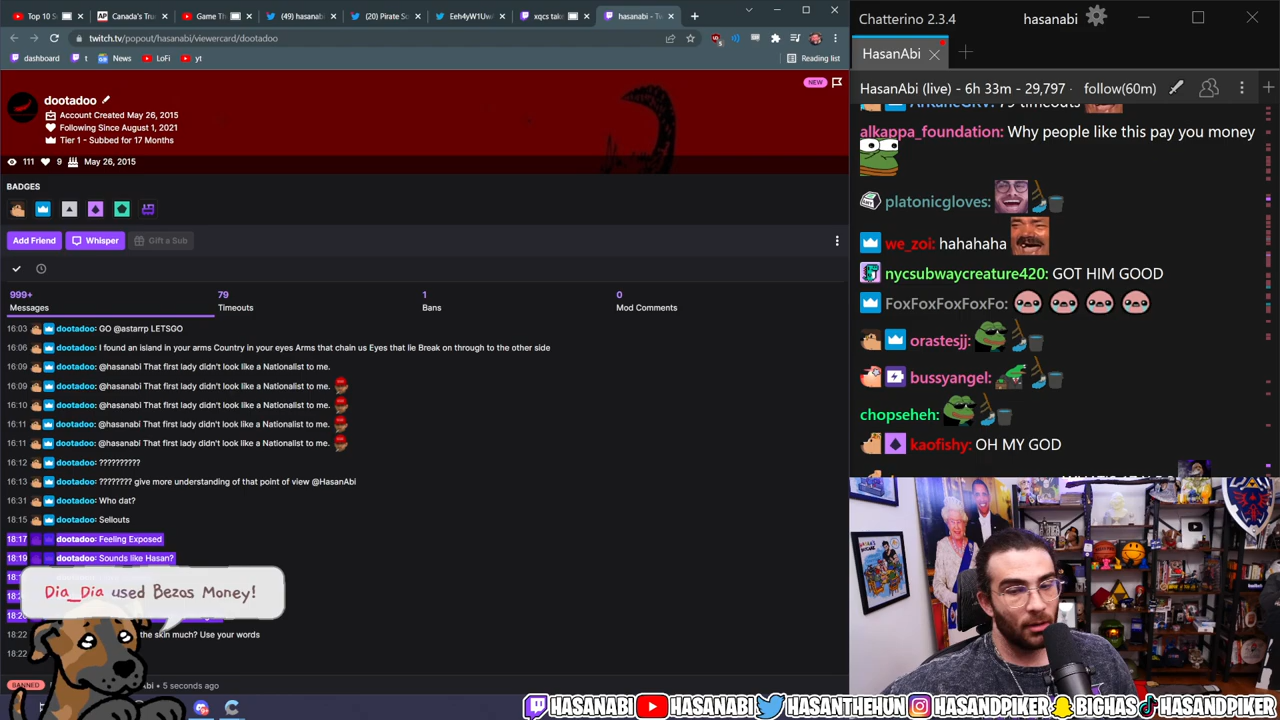 Top 10 S
Canada's Tru
Game Th
(49) hasanab
(20) Pirate So
Eeh4yW1UwA
xqcs take
hasanabi - Tw
twitch.tv/popout/hasanabi/viewercard/dootadoo
dashboard
t
News
LoFi
yt
Reading list
dootadoo
NEW
Account Created May 26, 2015
Following Since August 1, 2021
Tier 1 - Subbed for 17 Months
111 9 May 26, 2015
BADGES
Add Friend
Whisper
Gift a Sub
999+ 79 1 0
Messages Timeouts Bans Mod Comments
16:03 dootadoo: GO @astarrp LETSGO
16:06 dootadoo: I found an island in your arms Country in your eyes Arms that chain us Eyes that lie Break on through to the other side
16:09 dootadoo: @hasanabi That first lady didn't look like a Nationalist to me.
16:09 dootadoo: @hasanabi That first lady didn't look like a Nationalist to me.
16:10 dootadoo: @hasanabi That first lady didn't look like a Nationalist to me.
16:11 dootadoo: @hasanabi That first lady didn't look like a Nationalist to me.
16:11 dootadoo: @hasanabi That first lady didn't look like a Nationalist to me.
16:12 dootadoo: ??????????
16:13 dootadoo: ???????? give more understanding of that point of view @HasanAbi
16:31 dootadoo: Who dat?
18:15 dootadoo: Sellouts
18:17 dootadoo: Feeling Exposed
18:19 dootadoo: Sounds like Hasan?
Dia_Dia used Bezos Money!
18:22 the skin much? Use your words
18:22
BANNED Abi • 5 seconds ago
Chatterino 2.3.4
hasanabi
HasanAbi
HasanAbi (live) - 6h 33m - 29,797 · follow(60m)
ArkaneGRV: 79 timeouts
alkappa_foundation: Why people like this pay you money
platonicgloves:
we_zoi: hahahaha
nycsubwaycreature420: GOT HIM GOOD
FoxFoxFoxFoxFo:
orastesjj:
bussyangel:
chopseheh:
kaofishy: OH MY GOD
HASANABI
HASANABI
HASANTHEHUN
HASANDPIKER
BIGHAS
HASANDPIKER